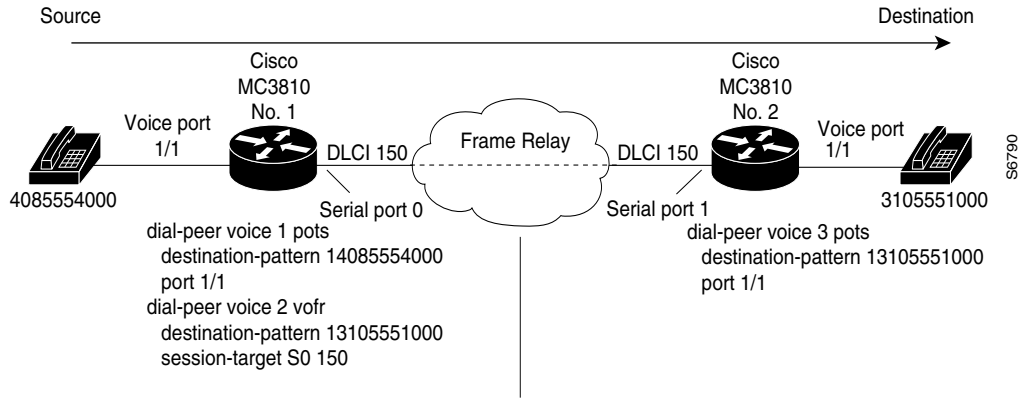 Source
Destination
Cisco
MC3810
No. 1
Cisco
MC3810
No. 2
Voice port
1/1
DLCI 150
Frame Relay
DLCI 150
Voice port
1/1
4085554000
Serial port 0
Serial port 1
3105551000
S6790
dial-peer voice 1 pots
destination-pattern 14085554000
port 1/1
dial-peer voice 2 vofr
destination-pattern 13105551000
session-target S0 150
dial-peer voice 3 pots
destination-pattern 13105551000
port 1/1